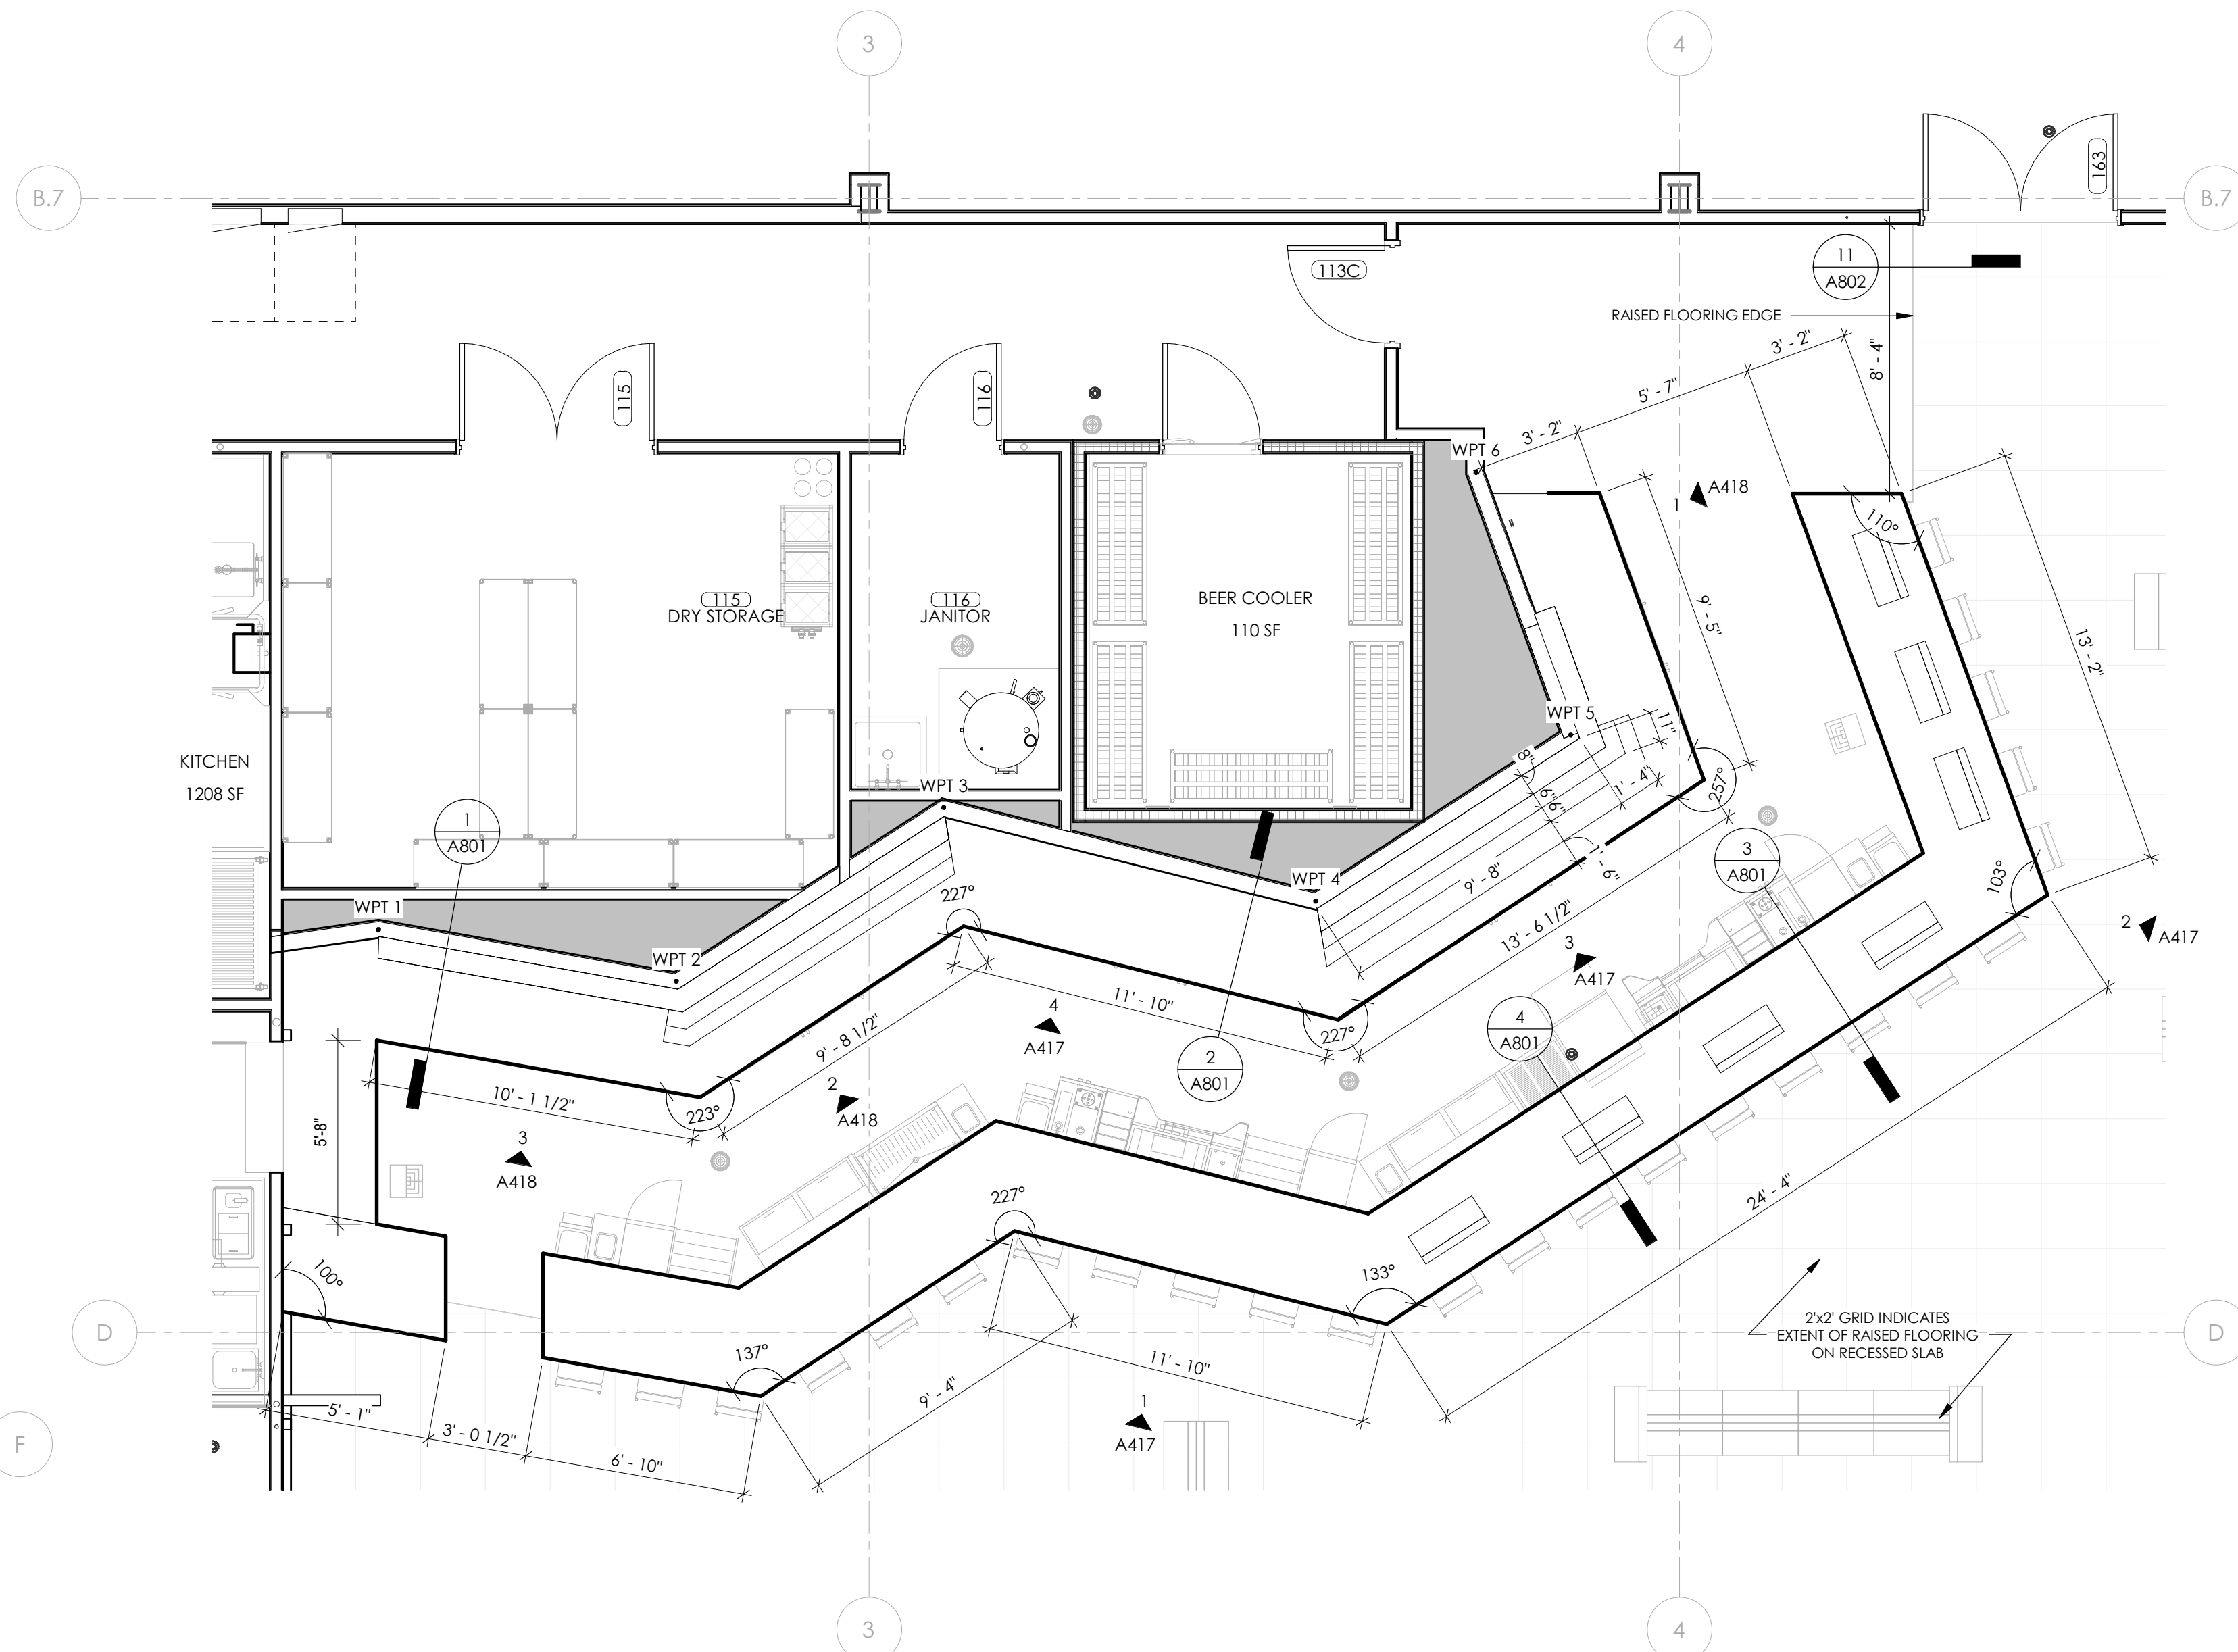 3
4
B.7
B.7
163
113C
11
A802
RAISED FLOORING EDGE
3' - 2"
8' - 4"
5' - 7"
3' - 2"
115
116
WPT 6
A418
1
110°
115
DRY STORAGE
116
JANITOR
BEER COOLER
110 SF
9' - 5"
13' - 2"
WPT 5
11"
8"
1' - 4"
6"
6"
257°
KITCHEN
1208 SF
WPT 3
1
A801
3
A801
1' - 6"
WPT 4
9' - 8"
103°
227°
WPT 1
13' - 6 1/2"
2
A417
WPT 2
3
A417
11' - 10"
4
A417
9' - 8 1/2"
227°
4
A801
2
A801
10' - 1 1/2"
2
A418
223°
5'-8"
3
A418
227°
24' - 4"
100°
133°
2'x2' GRID INDICATES
EXTENT OF RAISED FLOORING
ON RECESSED SLAB
D
D
137°
11' - 10"
9' - 4"
5' - 1"
3' - 0 1/2"
6' - 10"
1
A417
F
3
4